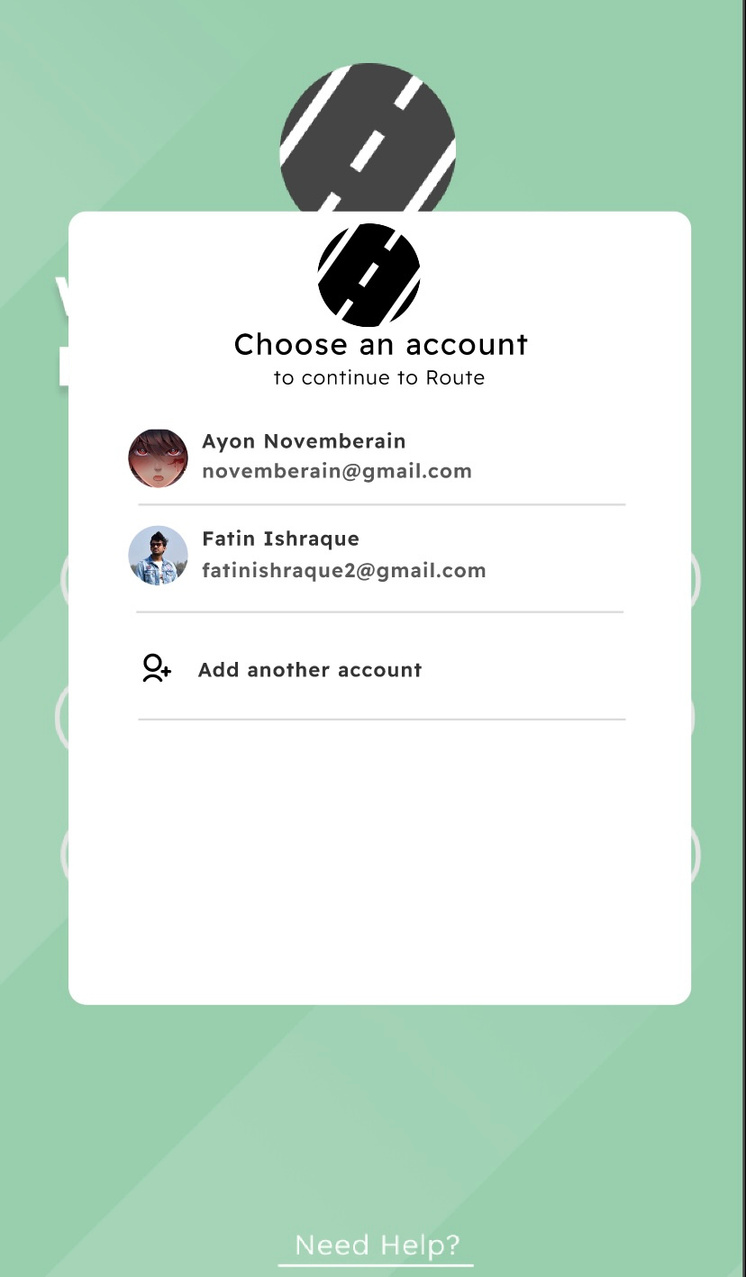 Choose an account
to continue to Route
Ayon Novemberain
novemberain@gmail.com
Fatin Ishraque
fatinishraque2@gmail.com
Add another account
Need Help?